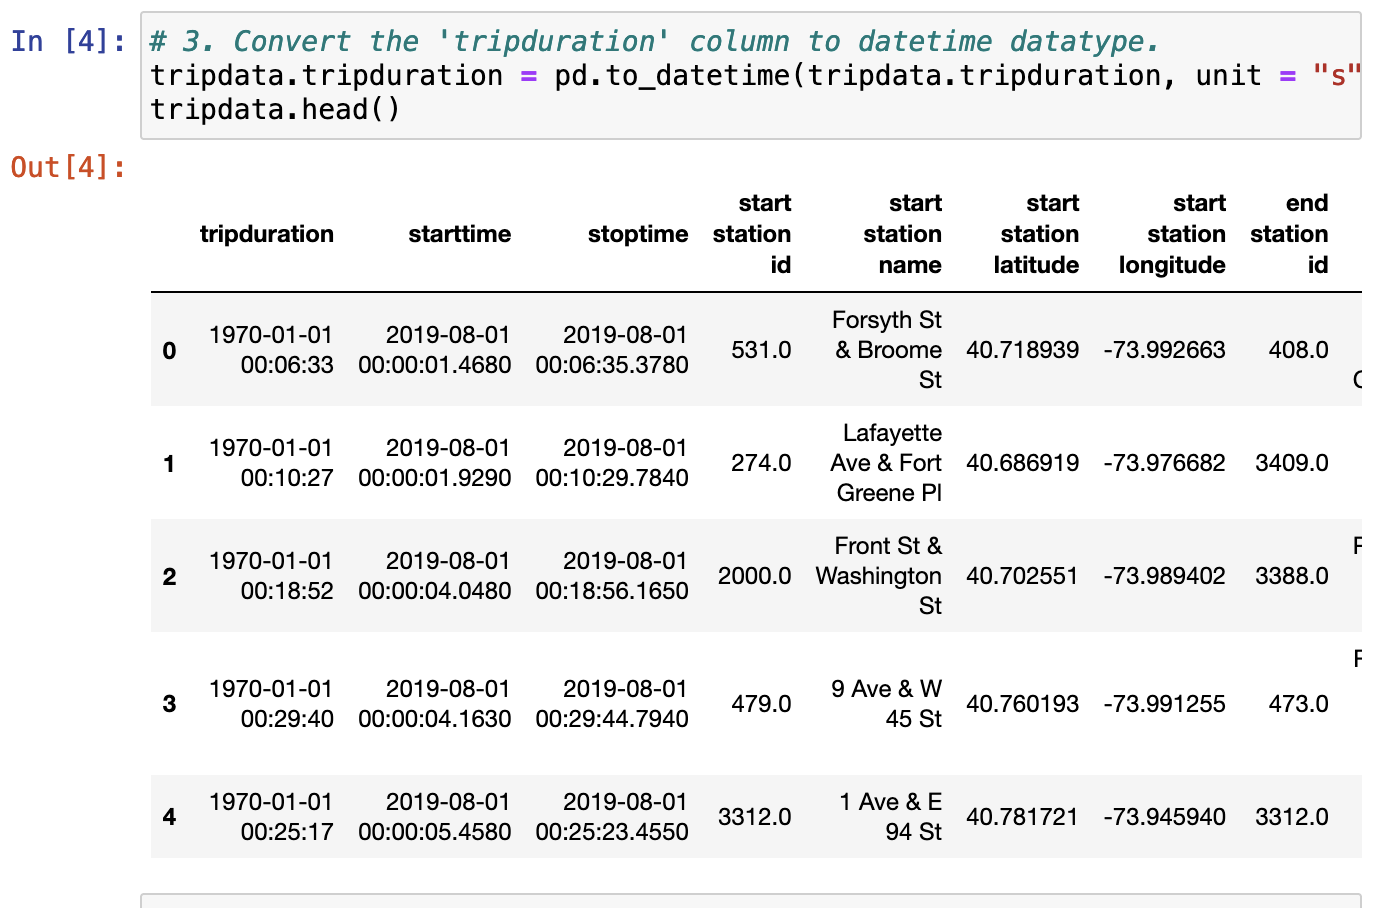 In [4]:
# 3. Convert the 'tripduration' column to datetime datatype.
tripdata.tripduration = pd.to_datetime(tripdata.tripduration, unit = "s"
tripdata.head()
Out[4]:
tripduration starttime stoptime start station id start station name start station latitude start station longitude end station id
0 1970-01-01 00:06:33 2019-08-01 00:00:01.4680 2019-08-01 00:06:35.3780 531.0 Forsyth St & Broome St 40.718939 -73.992663 408.0
1 1970-01-01 00:10:27 2019-08-01 00:00:01.9290 2019-08-01 00:10:29.7840 274.0 Lafayette Ave & Fort Greene Pl 40.686919 -73.976682 3409.0
2 1970-01-01 00:18:52 2019-08-01 00:00:04.0480 2019-08-01 00:18:56.1650 2000.0 Front St & Washington St 40.702551 -73.989402 3388.0
3 1970-01-01 00:29:40 2019-08-01 00:00:04.1630 2019-08-01 00:29:44.7940 479.0 9 Ave & W 45 St 40.760193 -73.991255 473.0
4 1970-01-01 00:25:17 2019-08-01 00:00:05.4580 2019-08-01 00:25:23.4550 3312.0 1 Ave & E 94 St 40.781721 -73.945940 3312.0